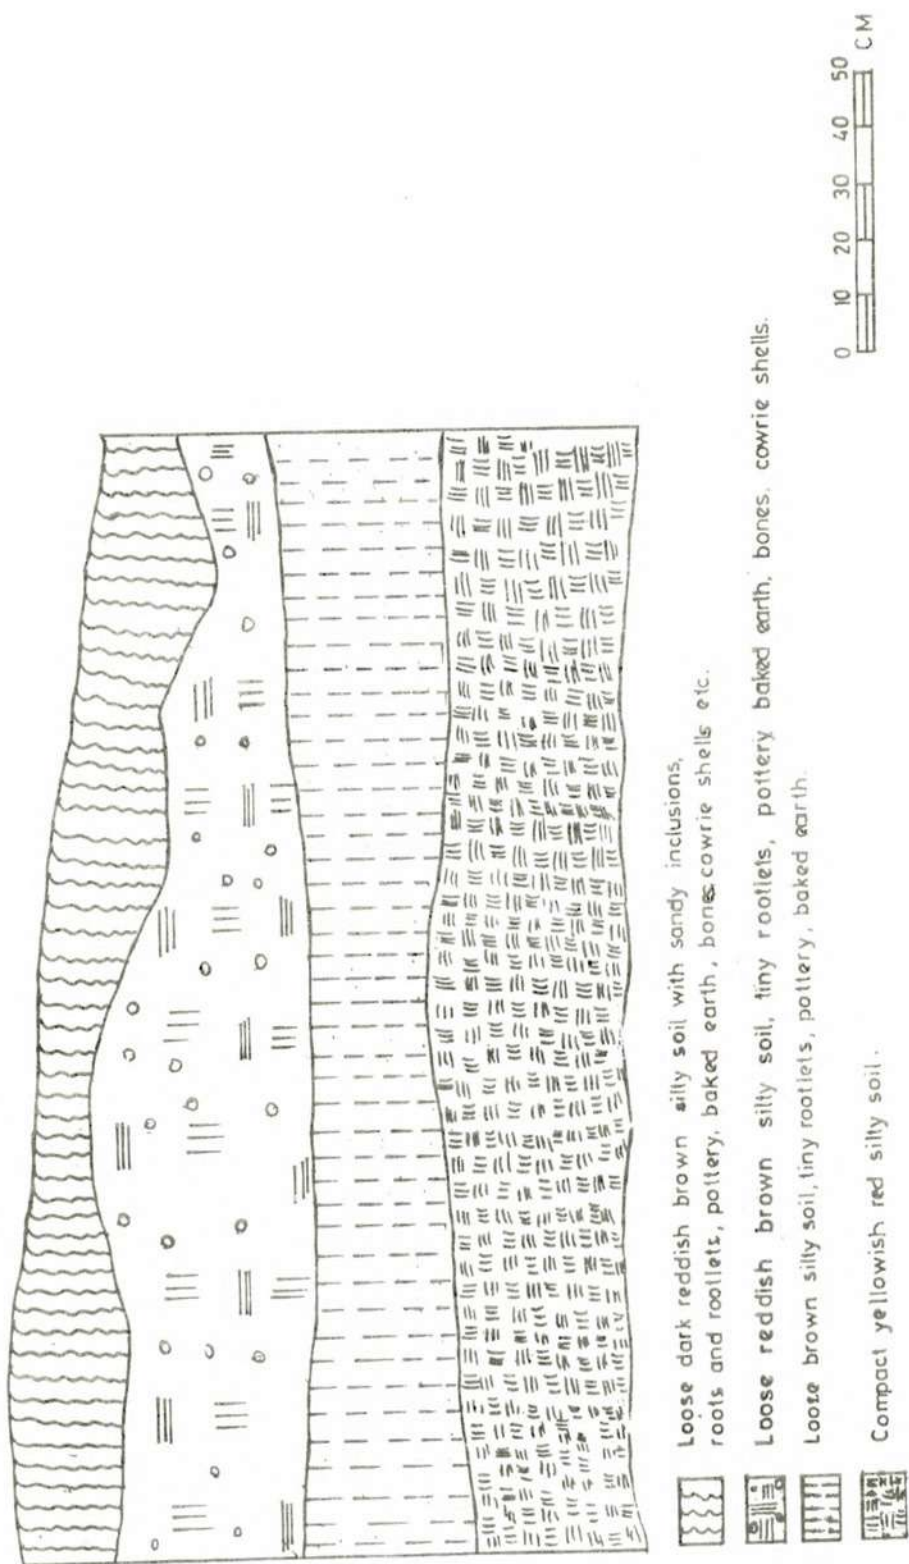 Loose dark reddish brown silty soil with sandy inclusions,
roots and rootlets, pottery, baked earth, bones cowrie shells etc.
Loose reddish brown silty soil, tiny rootlets, pottery baked earth, bones. cowrie shells.
Loose brown silty soil, tiny rootlets, pottery, baked earth.
Compact yellowish red silty soil.
0 10 20 30 40 50
CM